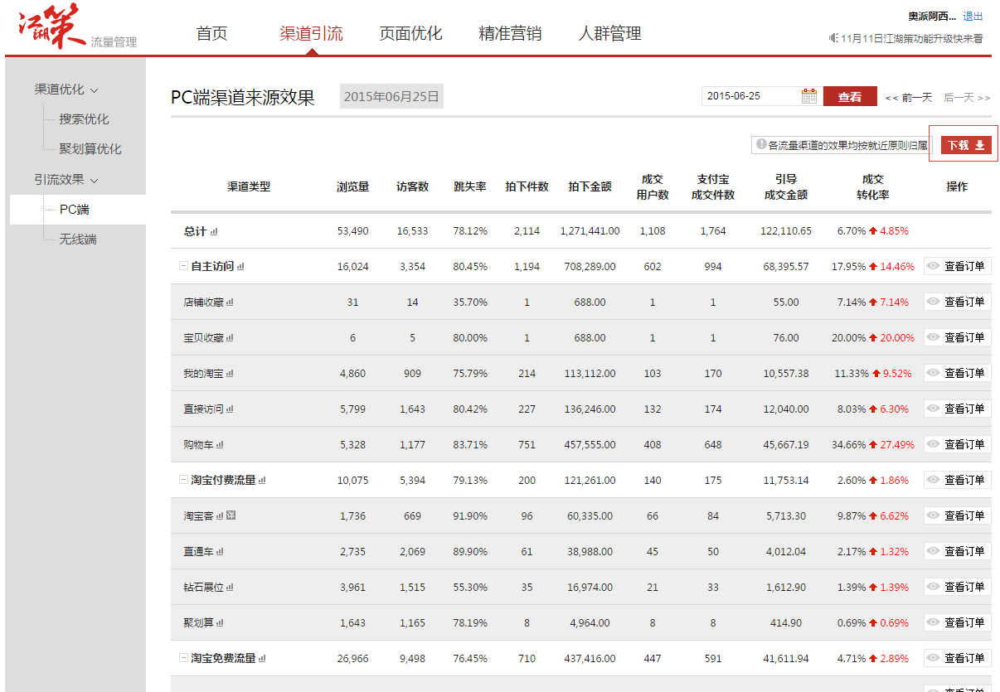 江湖策 流量管理
首页 渠道引流 页面优化 精准营销 人群管理
奥派阿西... 退出
11月11日江湖策功能升级快来看
渠道优化
搜索优化
聚划算优化
引流效果
PC端
无线端
PC端渠道来源效果 2015年06月25日
2015-06-25 查看 << 前一天 后一天 >>
各流量渠道的效果均按就近原则归属 下载
渠道类型 浏览量 访客数 跳失率 拍下件数 拍下金额 成交用户数 支付宝成交件数 引导成交金额 成交转化率 操作
总计 53,490 16,533 78.12% 2,114 1,271,441.00 1,108 1,764 122,110.65 6.70% 4.85%
自主访问 16,024 3,354 80.45% 1,194 708,289.00 602 994 68,395.57 17.95% 14.46% 查看订单
店铺收藏 31 14 35.70% 1 688.00 1 1 55.00 7.14% 7.14% 查看订单
宝贝收藏 6 5 80.00% 1 688.00 1 1 76.00 20.00% 20.00% 查看订单
我的淘宝 4,860 909 75.79% 214 113,112.00 103 170 10,557.38 11.33% 9.52% 查看订单
直接访问 5,799 1,643 80.42% 227 136,246.00 132 174 12,040.00 8.03% 6.30% 查看订单
购物车 5,328 1,177 83.71% 751 457,555.00 408 648 45,667.19 34.66% 27.49% 查看订单
淘宝付费流量 10,075 5,394 79.13% 200 121,261.00 140 175 11,753.14 2.60% 1.86% 查看订单
淘宝客 详 1,736 669 91.90% 96 60,335.00 66 84 5,713.30 9.87% 6.62% 查看订单
直通车 2,735 2,069 89.90% 61 38,988.00 45 50 4,012.04 2.17% 1.32% 查看订单
钻石展位 3,961 1,515 55.30% 35 16,974.00 21 33 1,612.90 1.39% 1.39% 查看订单
聚划算 1,643 1,165 78.19% 8 4,964.00 8 8 414.90 0.69% 0.69% 查看订单
淘宝免费流量 26,966 9,498 76.45% 710 437,416.00 447 591 41,611.94 4.71% 2.89% 查看订单